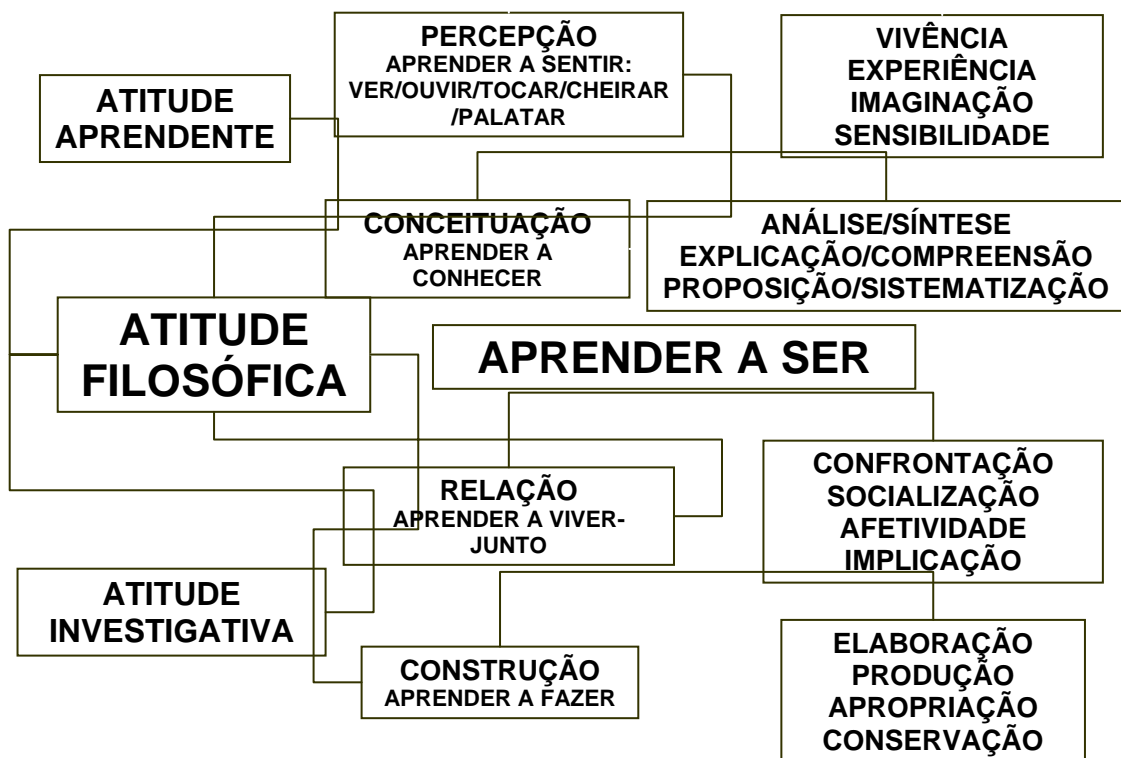 PERCEPÇÃO
APRENDER A SENTIR:
VER/OUVIR/TOCAR/CHEIRAR
/PALATAR
VIVÊNCIA
EXPERIÊNCIA
IMAGINAÇÃO
SENSIBILIDADE
ATITUDE
APRENDENTE
CONCEITUAÇÃO
APRENDER A
CONHECER
ANÁLISE/SÍNTESE
EXPLICAÇÃO/COMPREENSÃO
PROPOSIÇÃO/SISTEMATIZAÇÃO
ATITUDE
FILOSÓFICA
APRENDER A SER
RELAÇÃO
APRENDER A VIVER-
JUNTO
CONFRONTAÇÃO
SOCIALIZAÇÃO
AFETIVIDADE
IMPLICAÇÃO
ATITUDE
INVESTIGATIVA
CONSTRUÇÃO
APRENDER A FAZER
ELABORAÇÃO
PRODUÇÃO
APROPRIAÇÃO
CONSERVAÇÃO